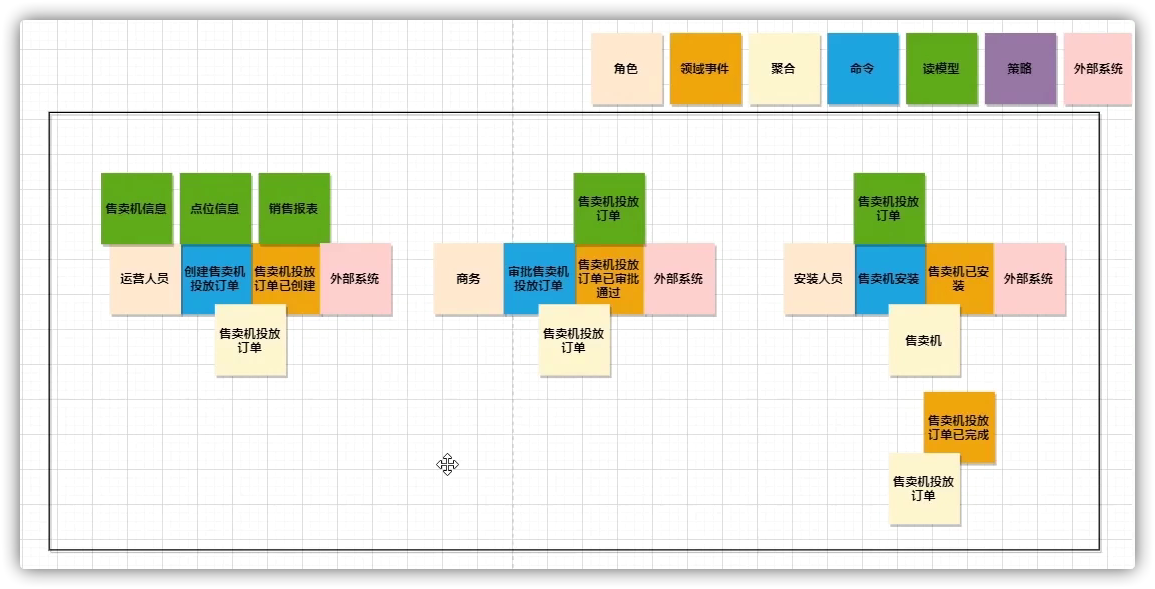 角色
领域事件
聚合
命令
读模型
策略
外部系统
售卖机信息
点位信息
销售报表
运营人员
创建售卖机
投放订单
售卖机投放
订单已创建
外部系统
售卖机投放
订单
售卖机投放
订单
商务
审批售卖机
投放订单
售卖机投放
订单已审批
通过
外部系统
售卖机投放
订单
售卖机投放
订单
安装人员
售卖机安装
售卖机已安
装
外部系统
售卖机
售卖机投放
订单已完成
售卖机投放
订单